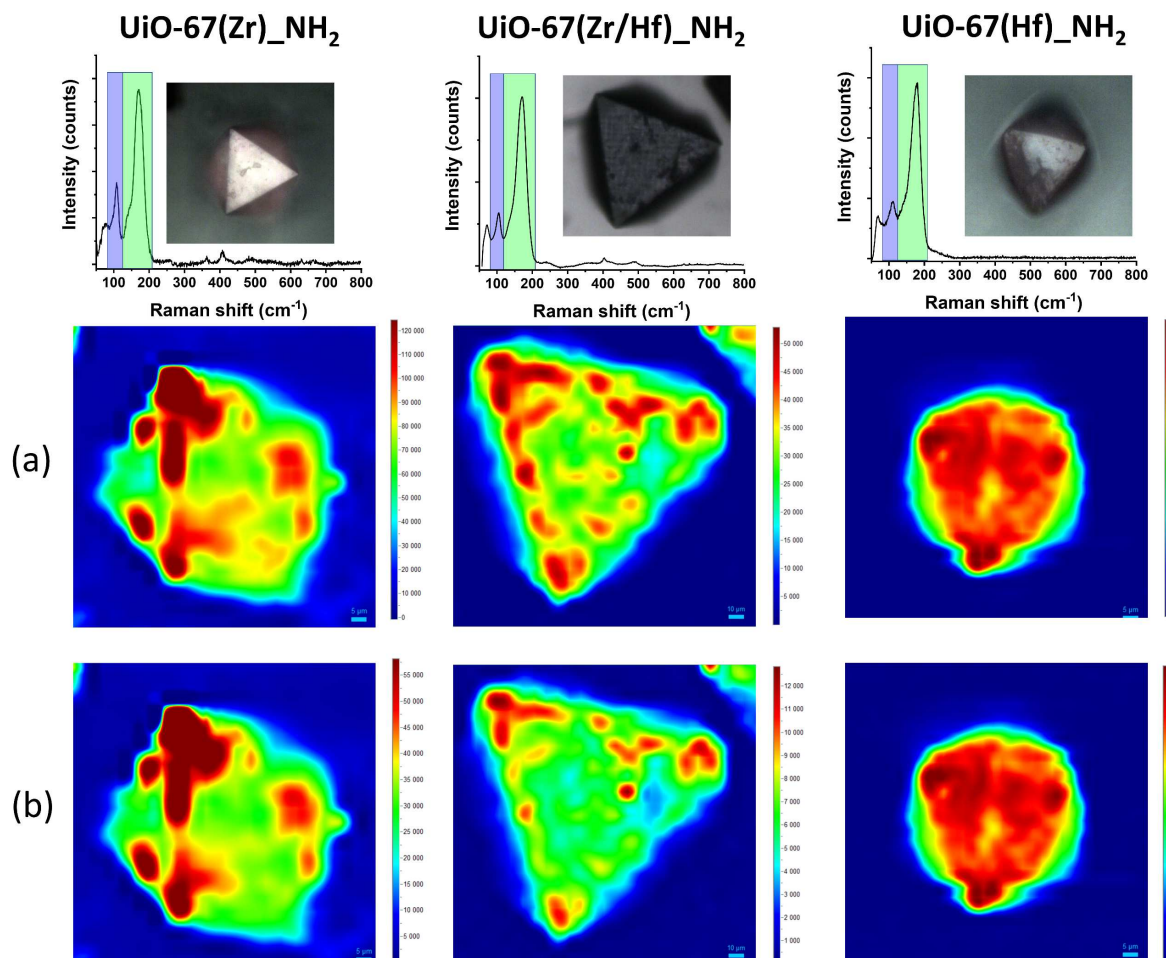 UiO-67(Zr)_NH₂
UiO-67(Zr/Hf)_NH₂
UiO-67(Hf)_NH₂
Intensity (counts)
100 200 300 400 500 600 700 800
Raman shift (cm⁻¹)
Intensity (counts)
100 200 300 400 500 600 700 800
Raman shift (cm⁻¹)
Intensity (counts)
100 200 300 400 500 600 700 800
Raman shift (cm⁻¹)
(a)
120 000
110 000
100 000
90 000
80 000
70 000
60 000
50 000
40 000
30 000
20 000
10 000
0
5 µm
50 000
45 000
40 000
35 000
30 000
25 000
20 000
15 000
10 000
5 000
10 µm
5 µm
(b)
55 000
50 000
45 000
40 000
35 000
30 000
25 000
20 000
15 000
10 000
5 000
5 µm
12 000
11 000
10 000
9 000
8 000
7 000
6 000
5 000
4 000
3 000
2 000
1 000
10 µm
5 µm